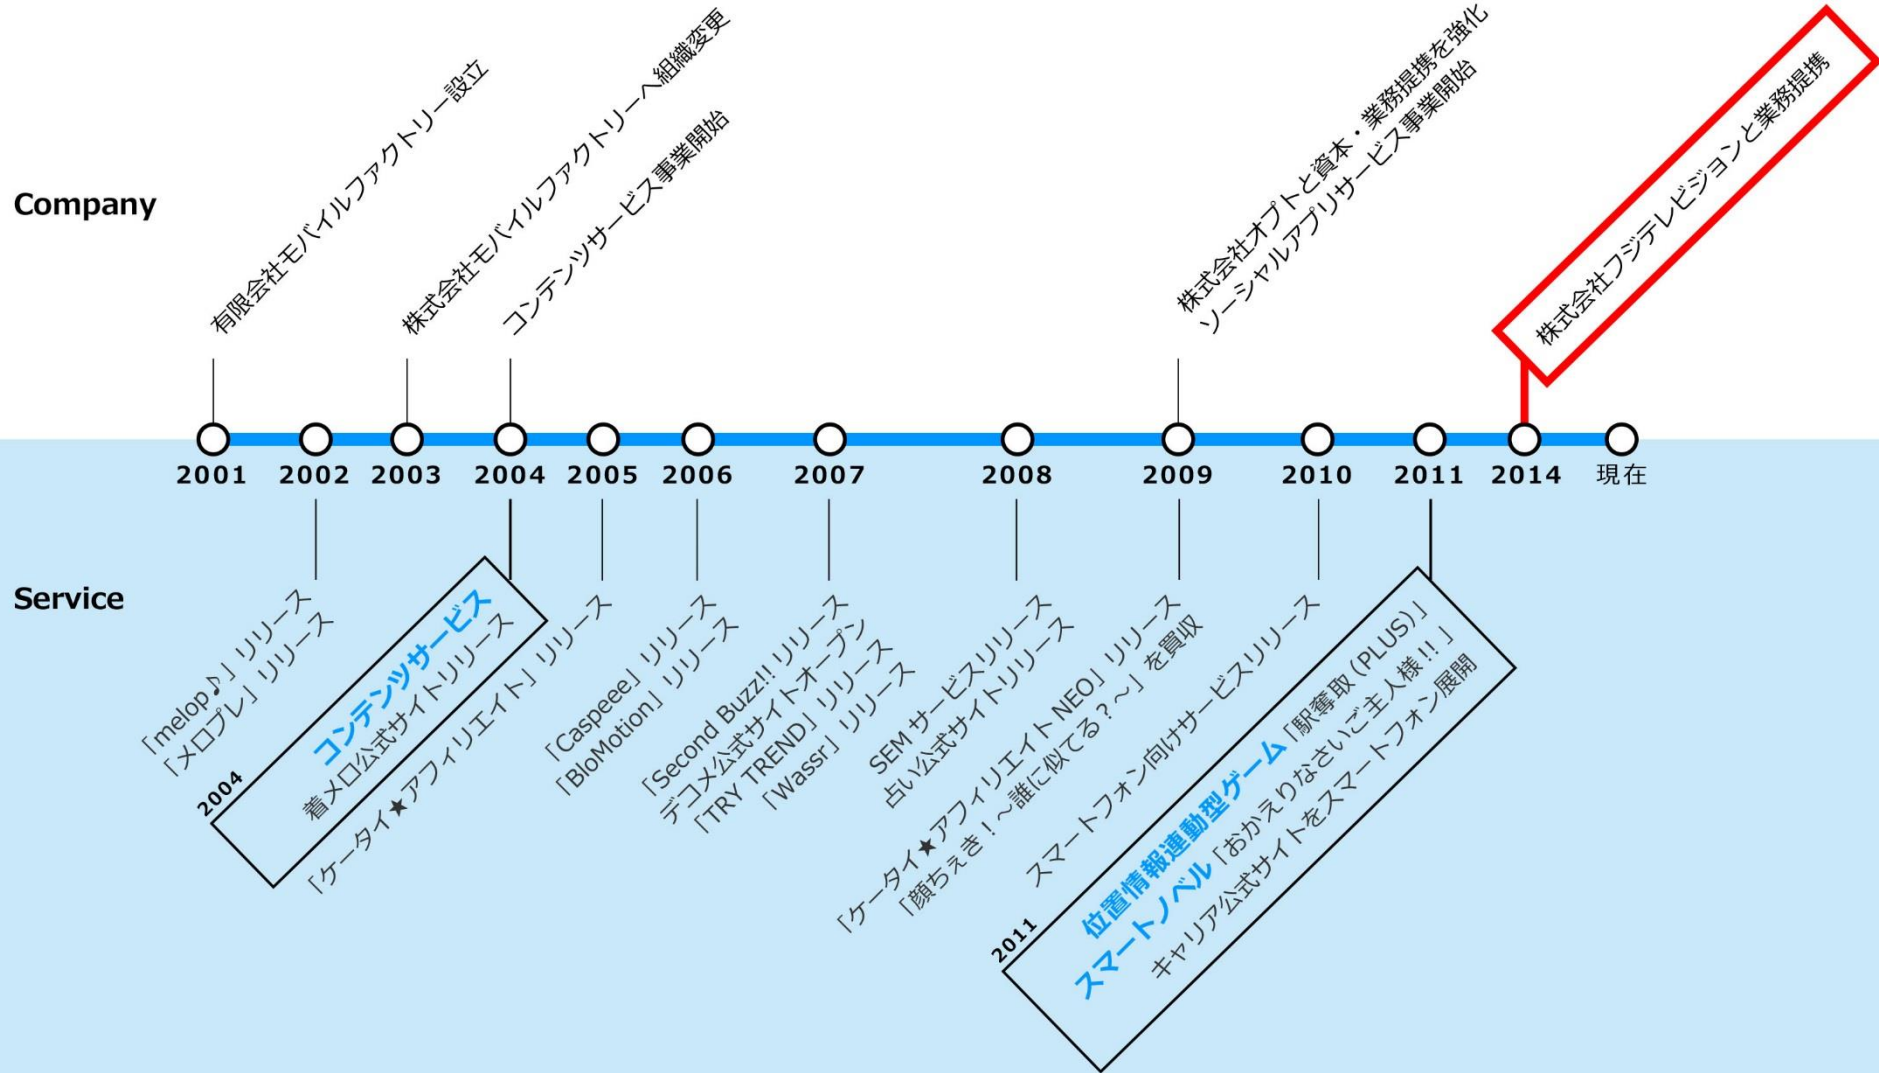 Company
有限会社モバイルファクトリー設立
株式会社モバイルファクトリーへ組織変更
コンテンツサービス事業開始
株式会社オプトと資本・業務提携を強化
ソーシャルアプリサービス事業開始
株式会社フジテレビジョンと業務提携
2001 2002 2003 2004 2005 2006 2007 2008 2009 2010 2011 2014 現在
Service
「melop♪」リリース
「メロプレ」リリース
2004
コンテンツサービス
着メロ公式サイトリリース
「ケータイ★アフィリエイト」リリース
「Caspeee」リリース
「BloMotion」リリース
「Second Buzz!! リリース
デコメ公式サイトオープン
「TRY TREND」リリース
「Wassr」リリース
SEM サービスリリース
占い公式サイトリリース
「ケータイ★アフィリエイト NEO」リリース
「顔ちぇき！～誰に似てる？～」を買収
スマートフォン向けサービスリリース
2011
位置情報連動型ゲーム「駅奪取（PLUS）」
スマートノベル「おかえりなさいご主人様!!」
キャリア公式サイトをスマートフォン展開